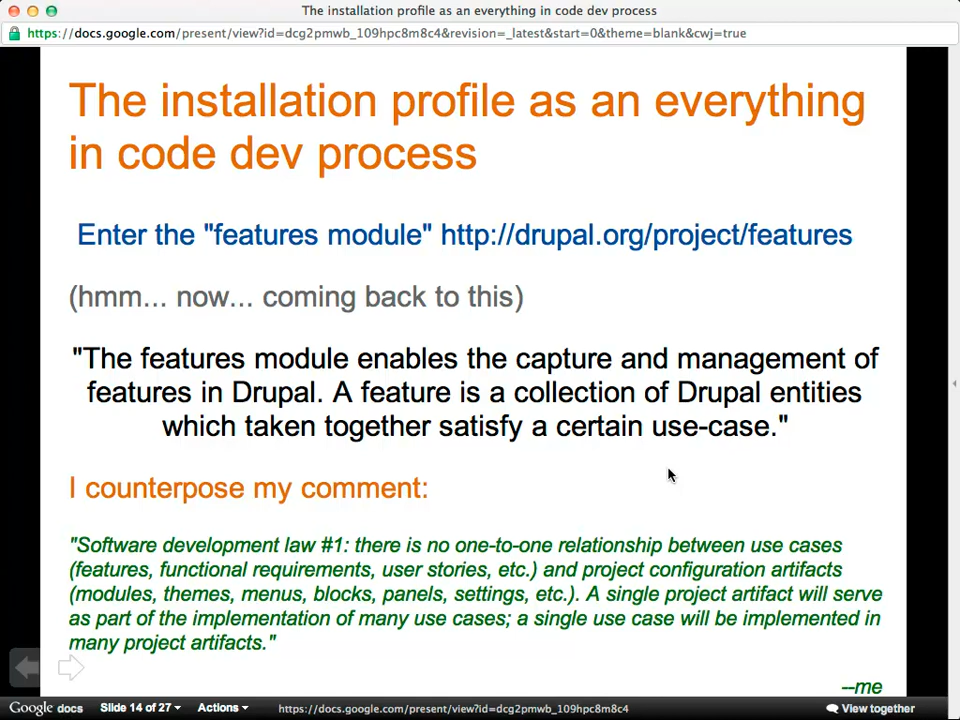 The installation profile as an everything in code dev process
https://docs.google.com/present/view?id=dcg2pmwb_109hpc8m8c4&revision=_latest&start=0&theme=blank&cwj=true
The installation profile as an everything
in code dev process
Enter the "features module" http://drupal.org/project/features
(hmm... now... coming back to this)
"The features module enables the capture and management of
features in Drupal. A feature is a collection of Drupal entities
which taken together satisfy a certain use-case."
I counterpose my comment:
"Software development law #1: there is no one-to-one relationship between use cases
(features, functional requirements, user stories, etc.) and project configuration artifacts
(modules, themes, menus, blocks, panels, settings, etc.). A single project artifact will serve
as part of the implementation of many use cases; a single use case will be implemented in
many project artifacts."
--me
Google docs Slide 14 of 27 Actions https://docs.google.com/present/view?id=dcg2pmwb_109hpc8m8c4 View together